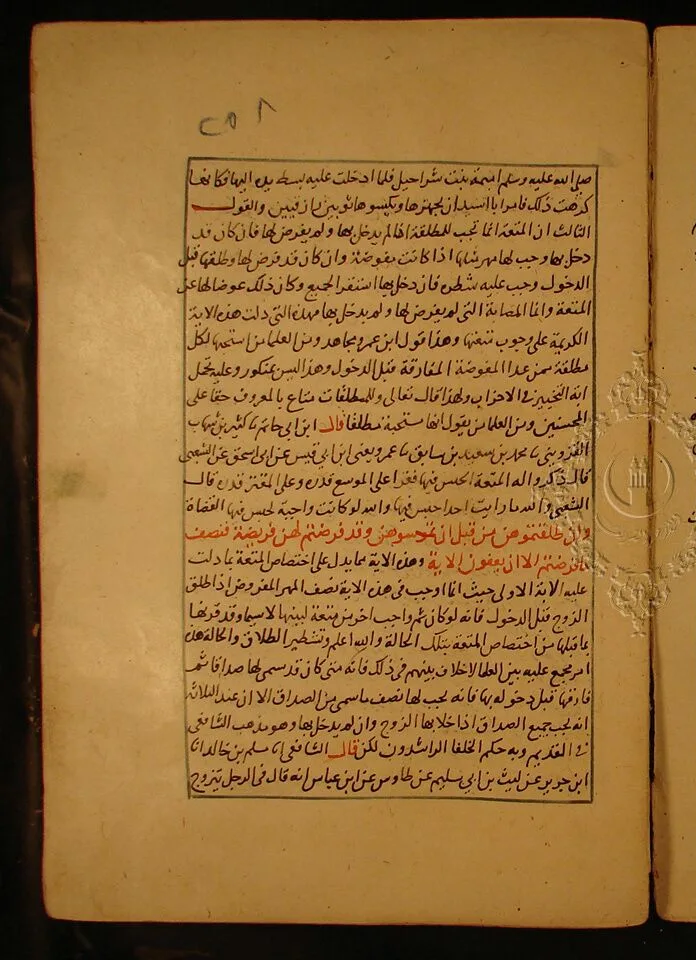 ٢٥٨
صلى الله عليه وسلم اميمة بنت شراحيل فلما ادخلت عليه بسط يده اليها فكانها
كرهت ذلك فامر ابا اسيد ان يجهزها ويكسوها ثوبين رازقيين والقول
الثالث ان المتعة انما تجب للمطلقة اذا لم يدخل بها ولم يفرض لها فان كان قد
دخل بها وجب لها مهر مثلها اذا كانت مفوضة وان كان قد فرض لها وطلقها قبل
الدخول وجب عليه شطره فان دخل بها استقر الجميع وكان ذلك عوضا لها عن
المتعة وانما المصابة التي لم يفرض لها ولم يدخل بها فهذه التي دلت هذه الاية
الكريمة على وجوب متعتها وهذا قول ابن عمر ومجاهد ومن العلما من استحبها لكل
مطلقة ممن عدا المفوضة المفارقة قبل الدخول وهذا ليس بمنكور وعليه تحمل
اية التخيير في الاحزاب ولهذا قال تعالى وللمطلقات متاع بالمعروف حقا على
المحسنين ومن العلما من يقول انها مستحبة مطلقا قال ابن ابي حاتم ثنا كثير بن شهاب
القزويني ثنا محمد بن سعيد بن سابق ثنا عمرو يعني ابن ابي قيس عن ابي اسحق عن الشعبي
قال ذكروا له المتعة ايحبس فيها فقرا على الموسع قدره وعلى المقتر قدره قال
الشعبي والله ما رايت احدا حبس فيها والله لو كانت واجبة لحبس فيها القضاة
وان طلقتموهن من قبل ان تمسوهن وقد فرضتم لهن فريضة فنصف
ما فرضتم الا ان يعفون الاية وهذه الاية مما يدل على اختصاص المتعة بما دلت
عليه الاية الاولى حيث انما اوجب في هذه الاية نصف المهر المفروض اذا طلق
الزوج قبل الدخول فانه لو كان ثم واجب اخر من متعة لبينها لاسيما وقد قرنها
بما قبلها من اختصاص المتعة بتلك الحالة والله اعلم وتشطير الطلاق والحالة هذه
امر مجمع عليه بين العلما لا خلاف بينهم في ذلك فانه متى كان قد سمى لها صداقا ثم
فارقها قبل دخوله بها فانه يجب لها نصف ما سمى من الصداق الا ان عند الثلاثة
انه يجب جميع الصداق اذا خلا بها الزوج وان لم يدخل بها وهو مذهب الشافعي
في القديم وبه حكم الخلفا الراشدون لكن قال الشافعي انا مسلم بن خالد انا
ابن جريج عن ليث بن ابي سليم عن طاوس عن ابن عباس انه قال في الرجل يتزوج